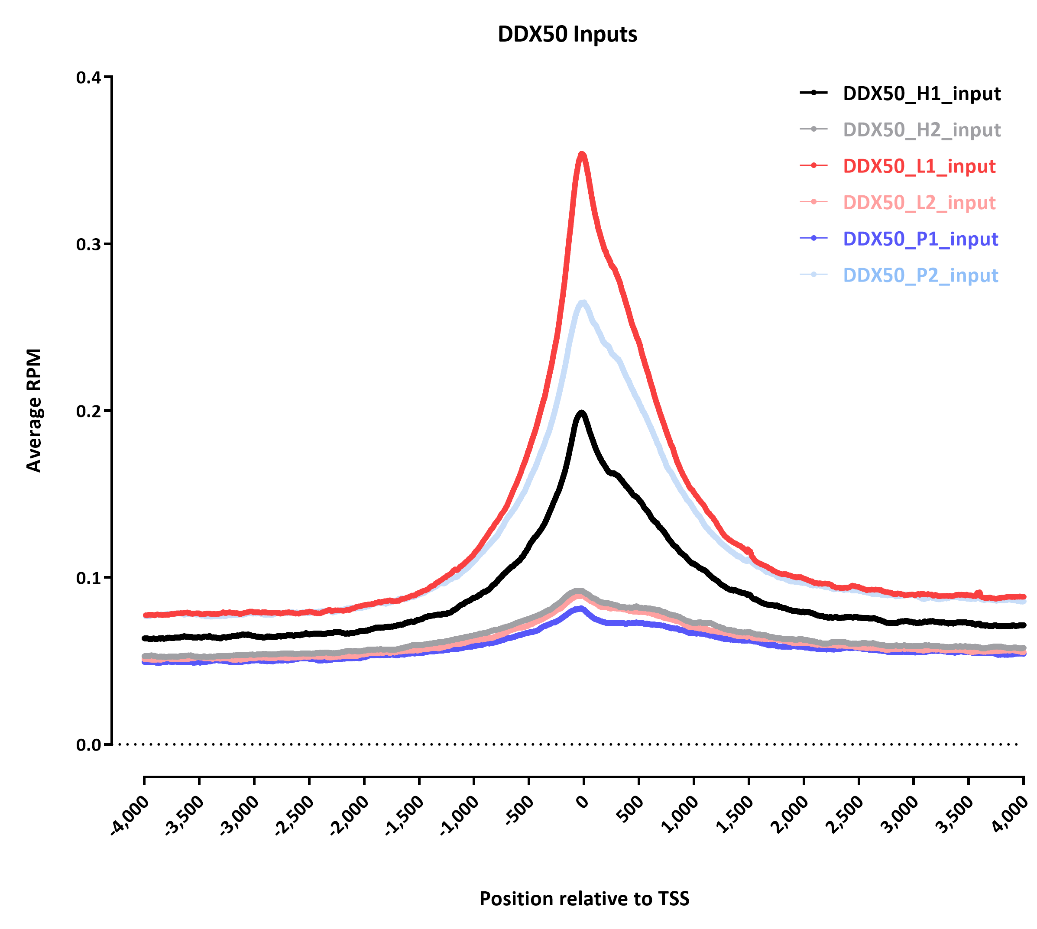 DDX50 Inputs
0.4
0.3
0.2
0.1
0.0
Average RPM
DDX50_H1_input
DDX50_H2_input
DDX50_L1_input
DDX50_L2_input
DDX50_P1_input
DDX50_P2_input
-4,000
-3,500
-3,000
-2,500
-2,000
-1,500
-1,000
-500
0
500
1,000
1,500
2,000
2,500
3,000
3,500
4,000
Position relative to TSS